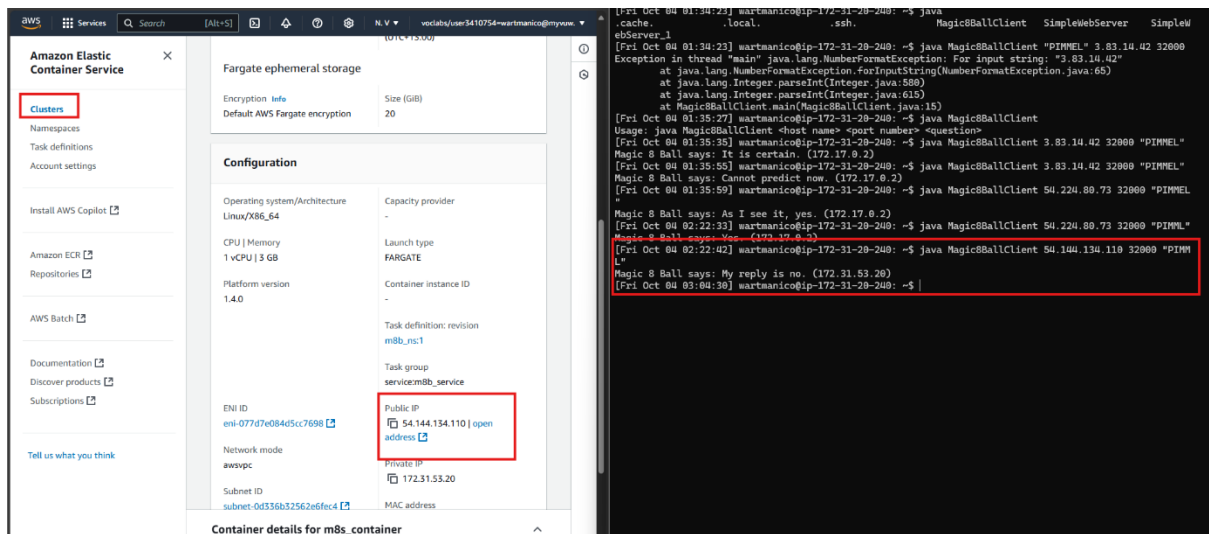 aws
Services
Search
[Alt+S]
N. V ▼
voclabs/user3410754=wartmanico@myvuw. ▼
Amazon Elastic
Container Service
Clusters
Namespaces
Task definitions
Account settings
Install AWS Copilot
Amazon ECR
Repositories
AWS Batch
Documentation
Discover products
Subscriptions
Tell us what you think
(UTC+13:00)
Fargate ephemeral storage
Encryption Info
Default AWS Fargate encryption
Size (GiB)
20
Configuration
Operating system/Architecture
Linux/X86_64
Capacity provider
-
CPU | Memory
1 vCPU | 3 GB
Launch type
FARGATE
Platform version
1.4.0
Container instance ID
-
Task definition: revision
m8b_ns:1
Task group
service:m8b_service
ENI ID
eni-077d7e084d5cc7698
Public IP
54.144.134.110 | open
address
Network mode
awsvpc
Private IP
172.31.53.20
Subnet ID
subnet-0d336b32562e6fec4
MAC address
Container details for m8s_container
[Fri Oct 04 01:34:23] wartmanico@ip-172-31-20-240: ~$ java
.cache. .local. .ssh. Magic8BallClient SimpleWebServer SimpleW
ebServer_1
[Fri Oct 04 01:34:23] wartmanico@ip-172-31-20-240: ~$ java Magic8BallClient "PIMMEL" 3.83.14.42 32000
Exception in thread "main" java.lang.NumberFormatException: For input string: "3.83.14.42"
at java.lang.NumberFormatException.forInputString(NumberFormatException.java:65)
at java.lang.Integer.parseInt(Integer.java:580)
at java.lang.Integer.parseInt(Integer.java:615)
at Magic8BallClient.main(Magic8BallClient.java:15)
[Fri Oct 04 01:35:27] wartmanico@ip-172-31-20-240: ~$ java Magic8BallClient
Usage: java Magic8BallClient <host name> <port number> <question>
[Fri Oct 04 01:35:35] wartmanico@ip-172-31-20-240: ~$ java Magic8BallClient 3.83.14.42 32000 "PIMMEL"
Magic 8 Ball says: It is certain. (172.17.0.2)
[Fri Oct 04 01:35:55] wartmanico@ip-172-31-20-240: ~$ java Magic8BallClient 3.83.14.42 32000 "PIMMEL"
Magic 8 Ball says: Cannot predict now. (172.17.0.2)
[Fri Oct 04 01:35:59] wartmanico@ip-172-31-20-240: ~$ java Magic8BallClient 54.224.80.73 32000 "PIMMEL
"
Magic 8 Ball says: As I see it, yes. (172.17.0.2)
[Fri Oct 04 02:22:33] wartmanico@ip-172-31-20-240: ~$ java Magic8BallClient 54.224.80.73 32000 "PIMML"
Magic 8 Ball says: Yes. (172.17.0.2)
[Fri Oct 04 02:22:42] wartmanico@ip-172-31-20-240: ~$ java Magic8BallClient 54.144.134.110 32000 "PIMM
L"
Magic 8 Ball says: My reply is no. (172.31.53.20)
[Fri Oct 04 03:04:30] wartmanico@ip-172-31-20-240: ~$